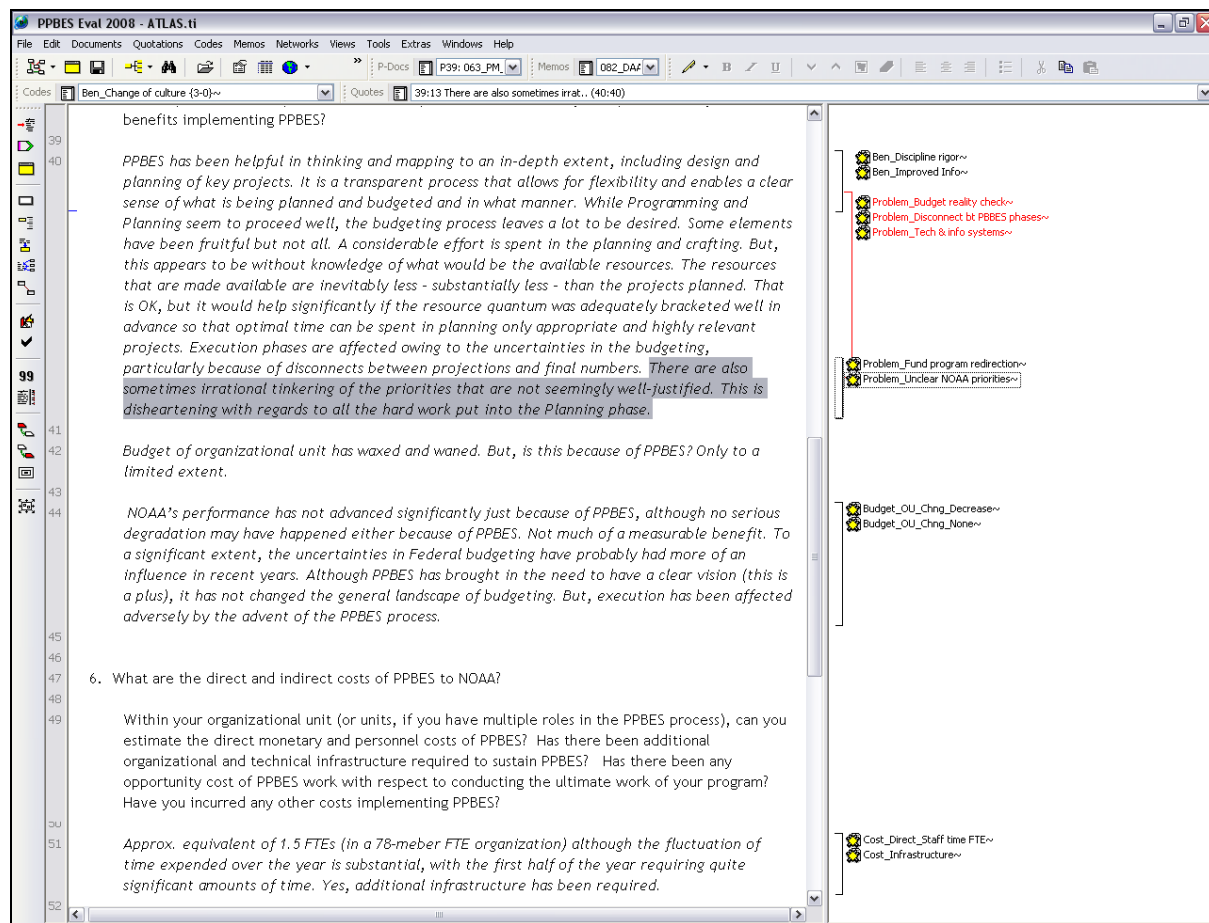 PPBES Eval 2008 - ATLAS.ti
File Edit Documents Quotations Codes Memos Networks Views Tools Extras Windows Help
» P-Docs P39: 063_PM_ Memos 082_DAA B Z U
Codes Ben_Change of culture {3-0}~ Quotes 39:13 There are also sometimes irrat.. (40:40)
benefits implementing PPBES?
39
40 PPBES has been helpful in thinking and mapping to an in-depth extent, including design and
planning of key projects. It is a transparent process that allows for flexibility and enables a clear
sense of what is being planned and budgeted and in what manner. While Programming and
Planning seem to proceed well, the budgeting process leaves a lot to be desired. Some elements
have been fruitful but not all. A considerable effort is spent in the planning and crafting. But,
this appears to be without knowledge of what would be the available resources. The resources
that are made available are inevitably less - substantially less - than the projects planned. That
is OK, but it would help significantly if the resource quantum was adequately bracketed well in
advance so that optimal time can be spent in planning only appropriate and highly relevant
projects. Execution phases are affected owing to the uncertainties in the budgeting,
particularly because of disconnects between projections and final numbers. There are also
sometimes irrational tinkering of the priorities that are not seemingly well-justified. This is
disheartening with regards to all the hard work put into the Planning phase.
41
42 Budget of organizational unit has waxed and waned. But, is this because of PPBES? Only to a
limited extent.
43
44 NOAA's performance has not advanced significantly just because of PPBES, although no serious
degradation may have happened either because of PPBES. Not much of a measurable benefit. To
a significant extent, the uncertainties in Federal budgeting have probably had more of an
influence in recent years. Although PPBES has brought in the need to have a clear vision (this is
a plus), it has not changed the general landscape of budgeting. But, execution has been affected
adversely by the advent of the PPBES process.
45
46
47 6. What are the direct and indirect costs of PPBES to NOAA?
48
49 Within your organizational unit (or units, if you have multiple roles in the PPBES process), can you
estimate the direct monetary and personnel costs of PPBES? Has there been additional
organizational and technical infrastructure required to sustain PPBES? Has there been any
opportunity cost of PPBES work with respect to conducting the ultimate work of your program?
Have you incurred any other costs implementing PPBES?
50
51 Approx. equivalent of 1.5 FTEs (in a 78-meber FTE organization) although the fluctuation of
time expended over the year is substantial, with the first half of the year requiring quite
significant amounts of time. Yes, additional infrastructure has been required.
52
Ben_Discipline rigor~
Ben_Improved Info~
Problem_Budget reality check~
Problem_Disconnect bt PBBES phases~
Problem_Tech & info systems~
Problem_Fund program redirection~
Problem_Unclear NOAA priorities~
Budget_OU_Chng_Decrease~
Budget_OU_Chng_None~
Cost_Direct_Staff time FTE~
Cost_Infrastructure~
99